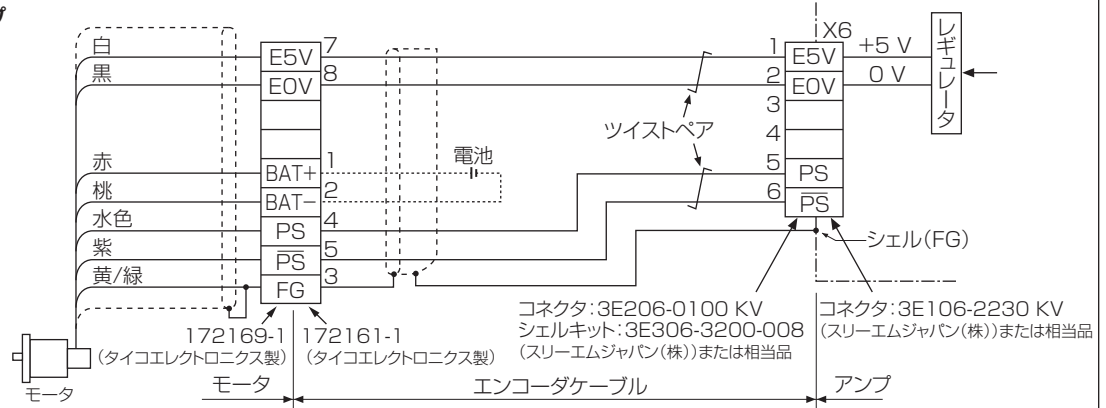 プ
白
黒
赤
桃
水色
紫
黄/緑
E5V
E0V
BAT+
BAT−
PS
PS
FG
7
8
1
2
4
5
3
電池
ツイストペア
1
2
3
4
5
6
X6
E5V
E0V
PS
PS
+5 V
0 V
レギュレータ
シェル(FG)
172169-1
(タイコエレクトロニクス製)
172161-1
(タイコエレクトロニクス製)
コネクタ:3E206-0100 KV
シェルキット:3E306-3200-008
(スリーエムジャパン(株))または相当品
コネクタ:3E106-2230 KV
(スリーエムジャパン(株))または相当品
モータ
モータ
エンコーダケーブル
アンプ